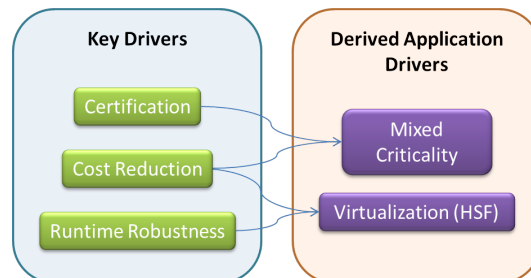 Key Drivers
Certification
Cost Reduction
Runtime Robustness
Derived Application
Drivers
Mixed
Criticality
Virtualization (HSF)